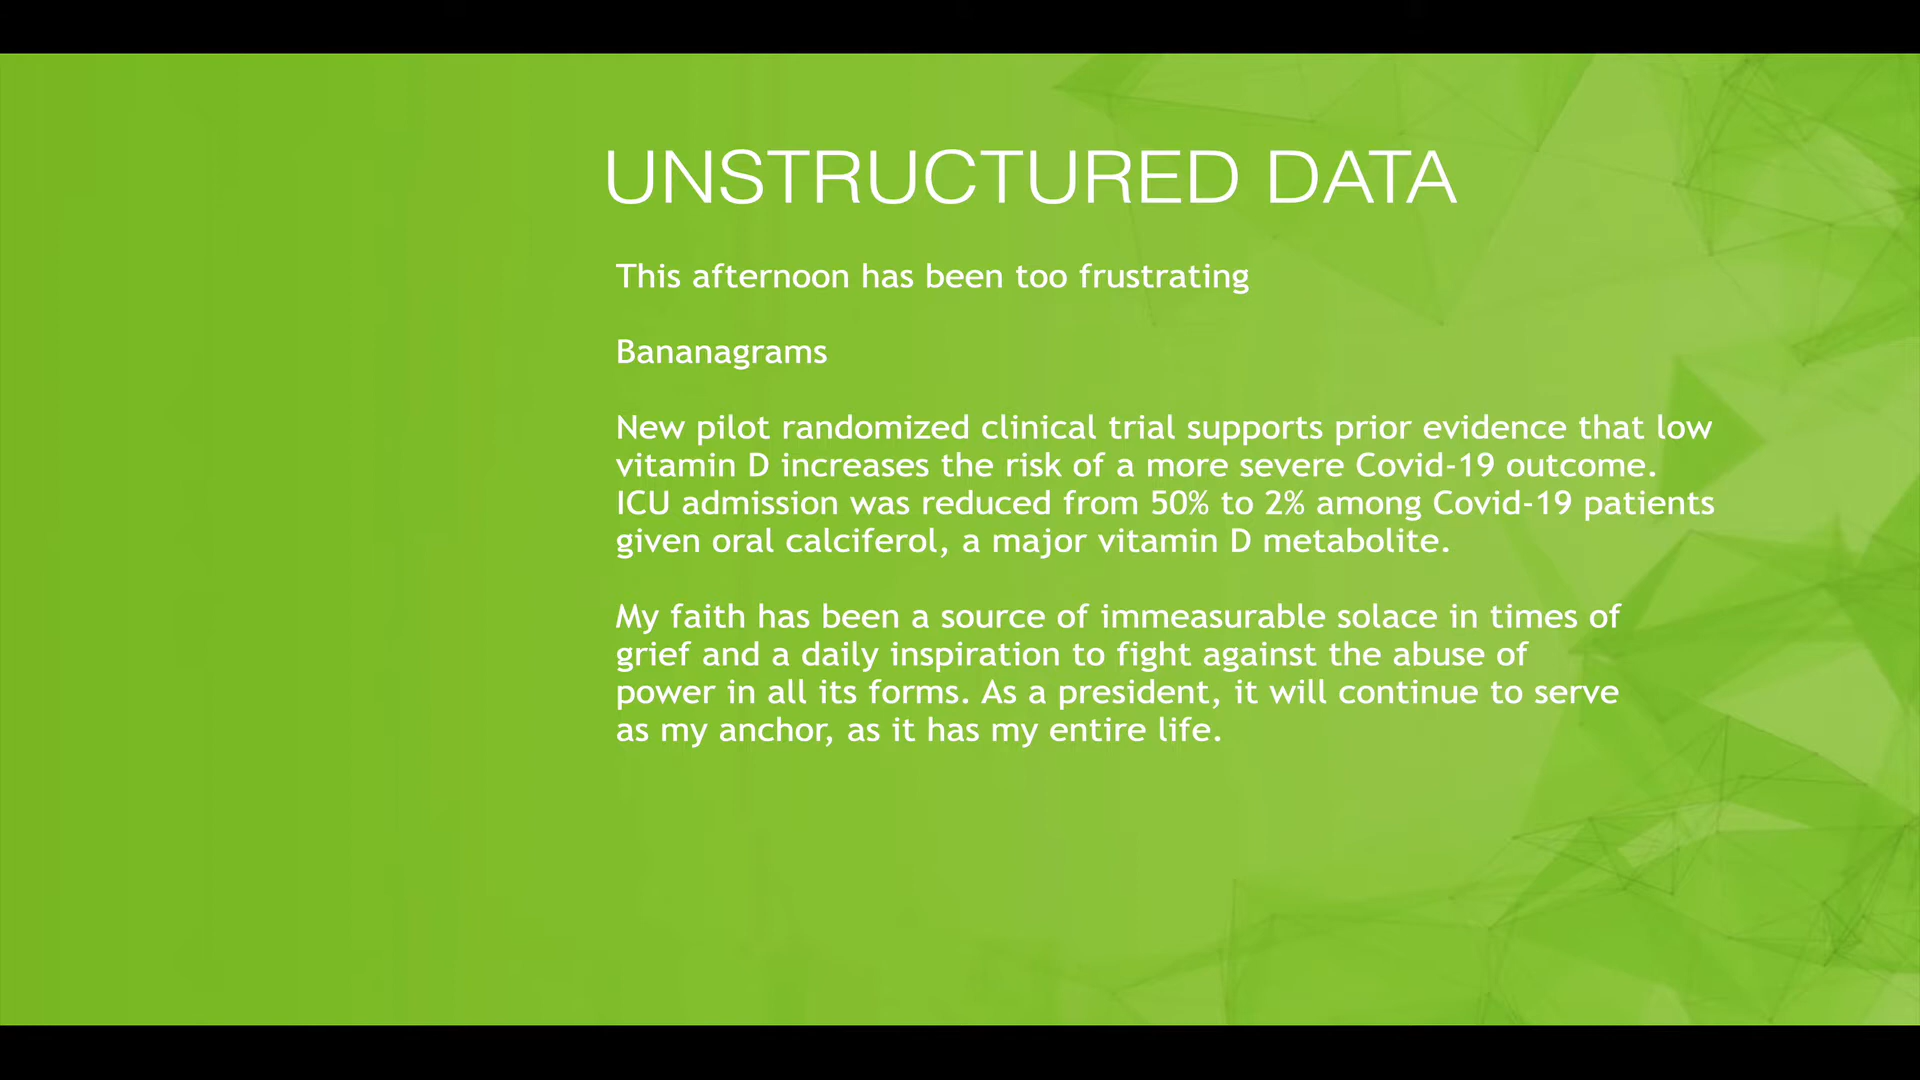 UNSTRUCTURED DATA
This afternoon has been too frustrating
Bananagrams
New pilot randomized clinical trial supports prior evidence that low
vitamin D increases the risk of a more severe Covid-19 outcome.
ICU admission was reduced from 50% to 2% among Covid-19 patients
given oral calciferol, a major vitamin D metabolite.
My faith has been a source of immeasurable solace in times of
grief and a daily inspiration to fight against the abuse of
power in all its forms. As a president, it will continue to serve
as my anchor, as it has my entire life.